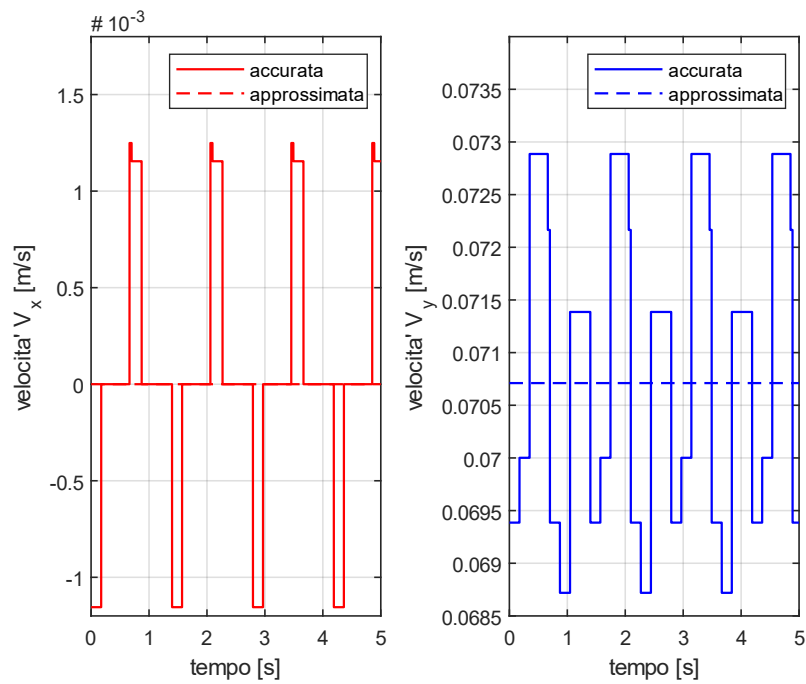 # 10^-3
accurata
approssimata
1.5
1
0.5
0
-0.5
-1
velocita' V_x [m/s]
0 1 2 3 4 5
tempo [s]
accurata
approssimata
0.0735
0.073
0.0725
0.072
0.0715
0.071
0.0705
0.07
0.0695
0.069
0.0685
velocita' V_y [m/s]
0 1 2 3 4 5
tempo [s]